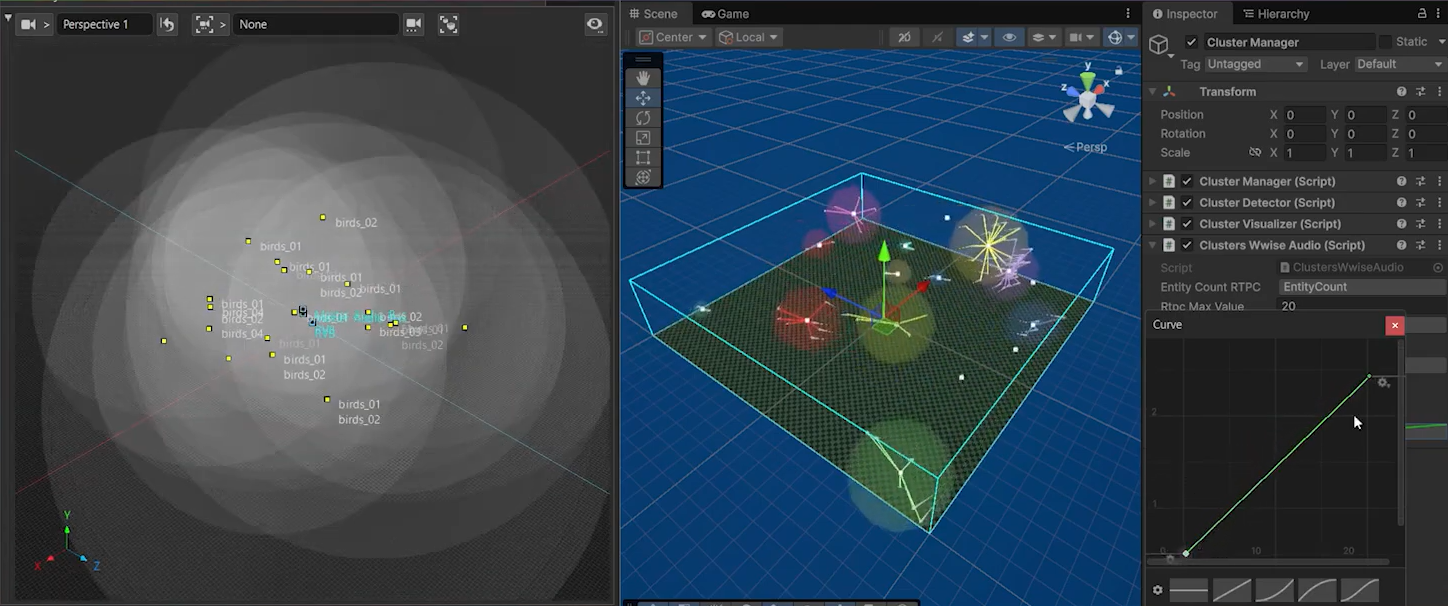 Perspective 1
None
birds_02
birds_01
birds_01
birds_01
birds_02
birds_01
birds_01
birds_04
birds_02
birds_04
birds_01
birds_02
birds_03
birds_02
birds_01
birds_01
birds_02
birds_01
birds_02
Y
X
Z
Scene
Game
Center
Local
y
x
z
Persp
Inspector
Hierarchy
Cluster Manager
Static
Tag
Untagged
Layer
Default
Transform
Position
X
0
Y
0
Z
0
Rotation
X
0
Y
0
Z
0
Scale
X
1
Y
1
Z
1
Cluster Manager (Script)
Cluster Detector (Script)
Cluster Visualizer (Script)
Clusters Wwise Audio (Script)
Script
ClustersWwiseAudio
Entity Count RTPC
EntityCount
Rtpc Max Value
20
Curve
2
1
0
10
20